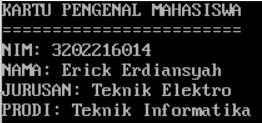 KARTU PENGENAL MAHASISWA
========================
NIM: 3202216014
NAMA: Erick Erdiansyah
JURUSAN: Teknik Elektro
PRODI: Teknik Informatika